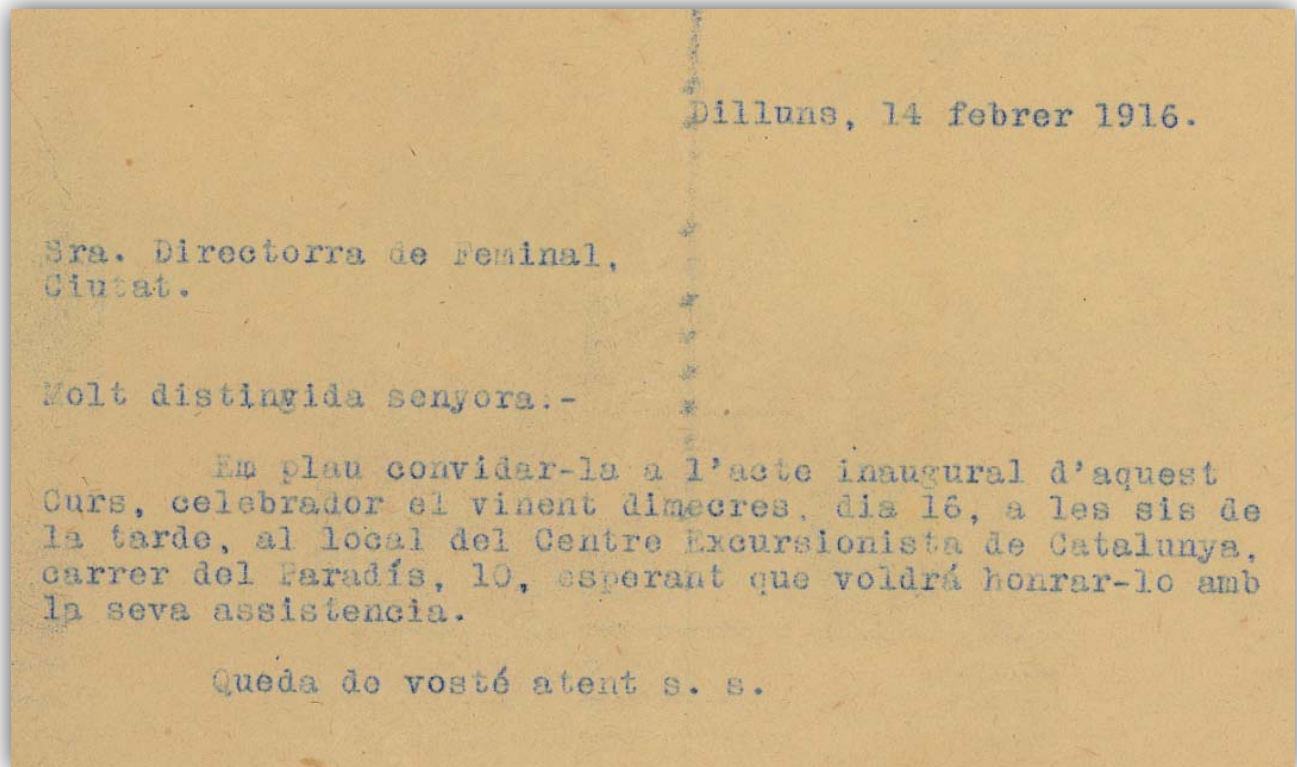 Dilluns, 14 febrer 1916.
Sra. Directorra de Feminal,
Ciutat.
Molt distingida senyora:-
Em plau convidar-la a l'acte inaugural d'aquest
Curs, celebrador el vinent dimecres, dia 16, a les sis de
la tarde, al local del Centre Excursionista de Catalunya,
carrer del Paradís, 10, esperant que voldrá honrar-lo amb
la seva assistencia.
Queda de vosté atent s. s.